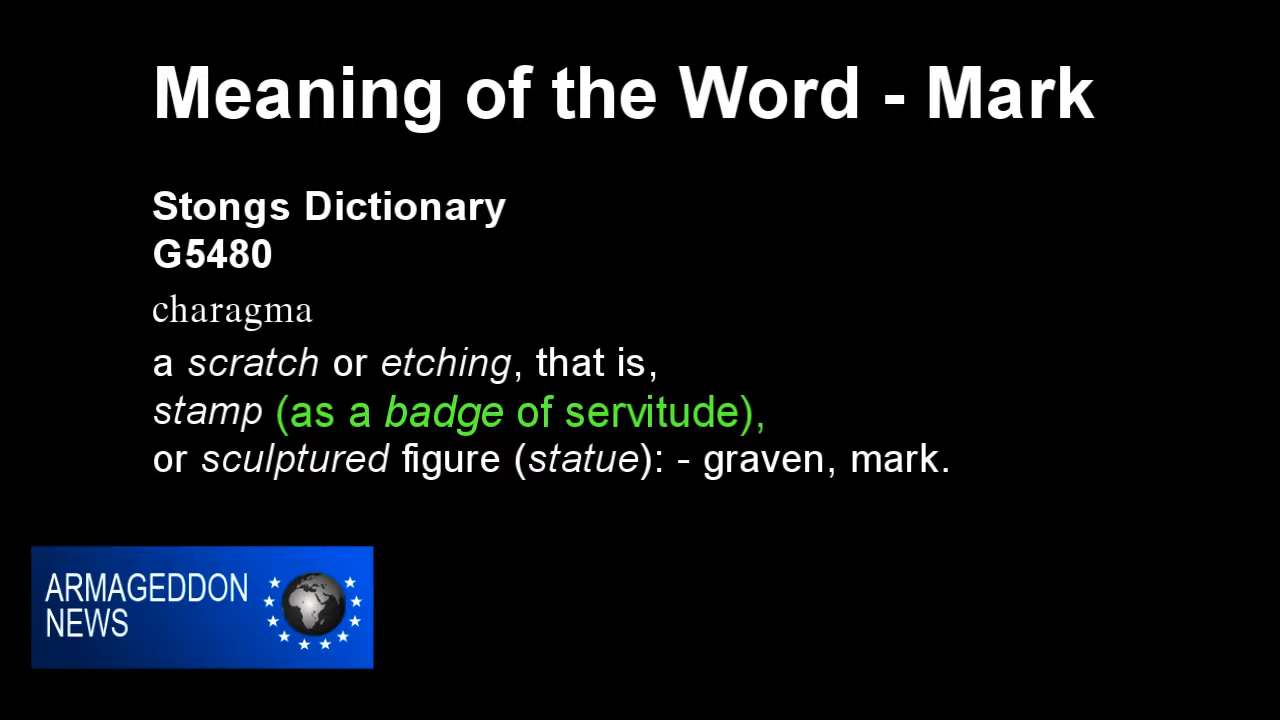 Meaning of the Word - Mark
Stongs Dictionary
G5480
charagma
a scratch or etching, that is,
stamp (as a badge of servitude),
or sculptured figure (statue): - graven, mark.
ARMAGEDDON
NEWS